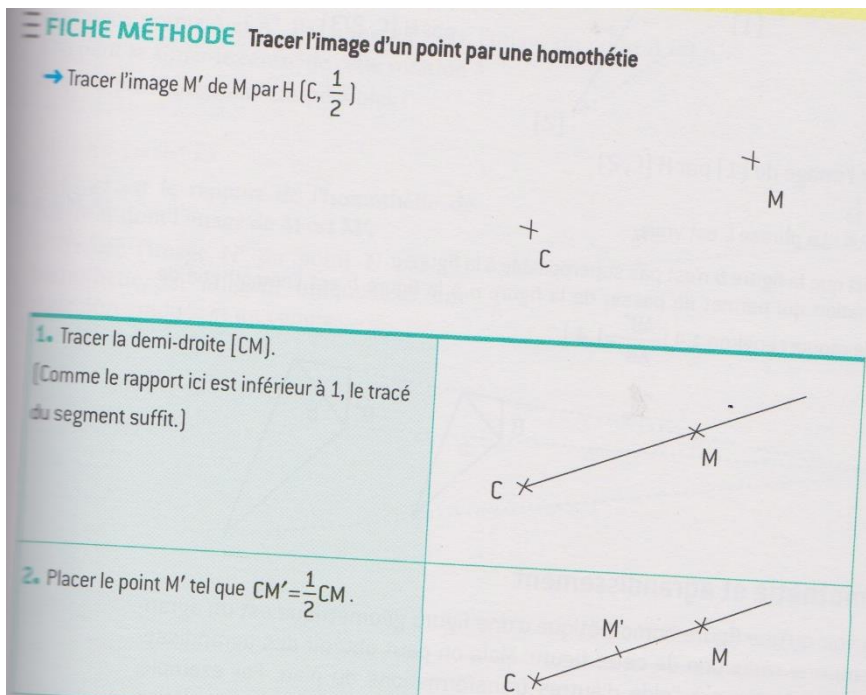 FICHE MÉTHODE Tracer l'image d'un point par une homothétie
→ Tracer l'image M' de M par H (C, 1/2)
M
C
1. Tracer la demi-droite [CM).
(Comme le rapport ici est inférieur à 1, le tracé
du segment suffit.)
M
C
2. Placer le point M' tel que CM'=1/2 CM.
M'
M
C